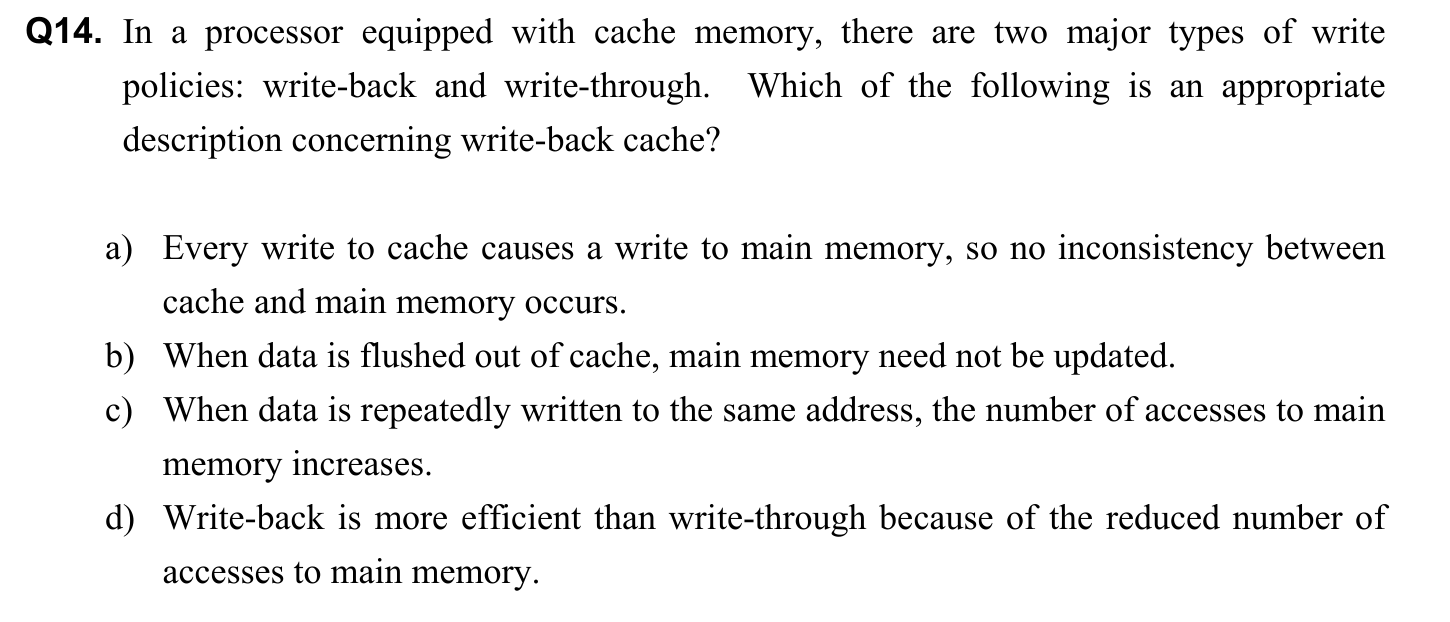 Q14. In a processor equipped with cache memory, there are two major types of write
policies: write-back and write-through. Which of the following is an appropriate
description concerning write-back cache?
a) Every write to cache causes a write to main memory, so no inconsistency between
cache and main memory occurs.
b) When data is flushed out of cache, main memory need not be updated.
c) When data is repeatedly written to the same address, the number of accesses to main
memory increases.
d) Write-back is more efficient than write-through because of the reduced number of
accesses to main memory.